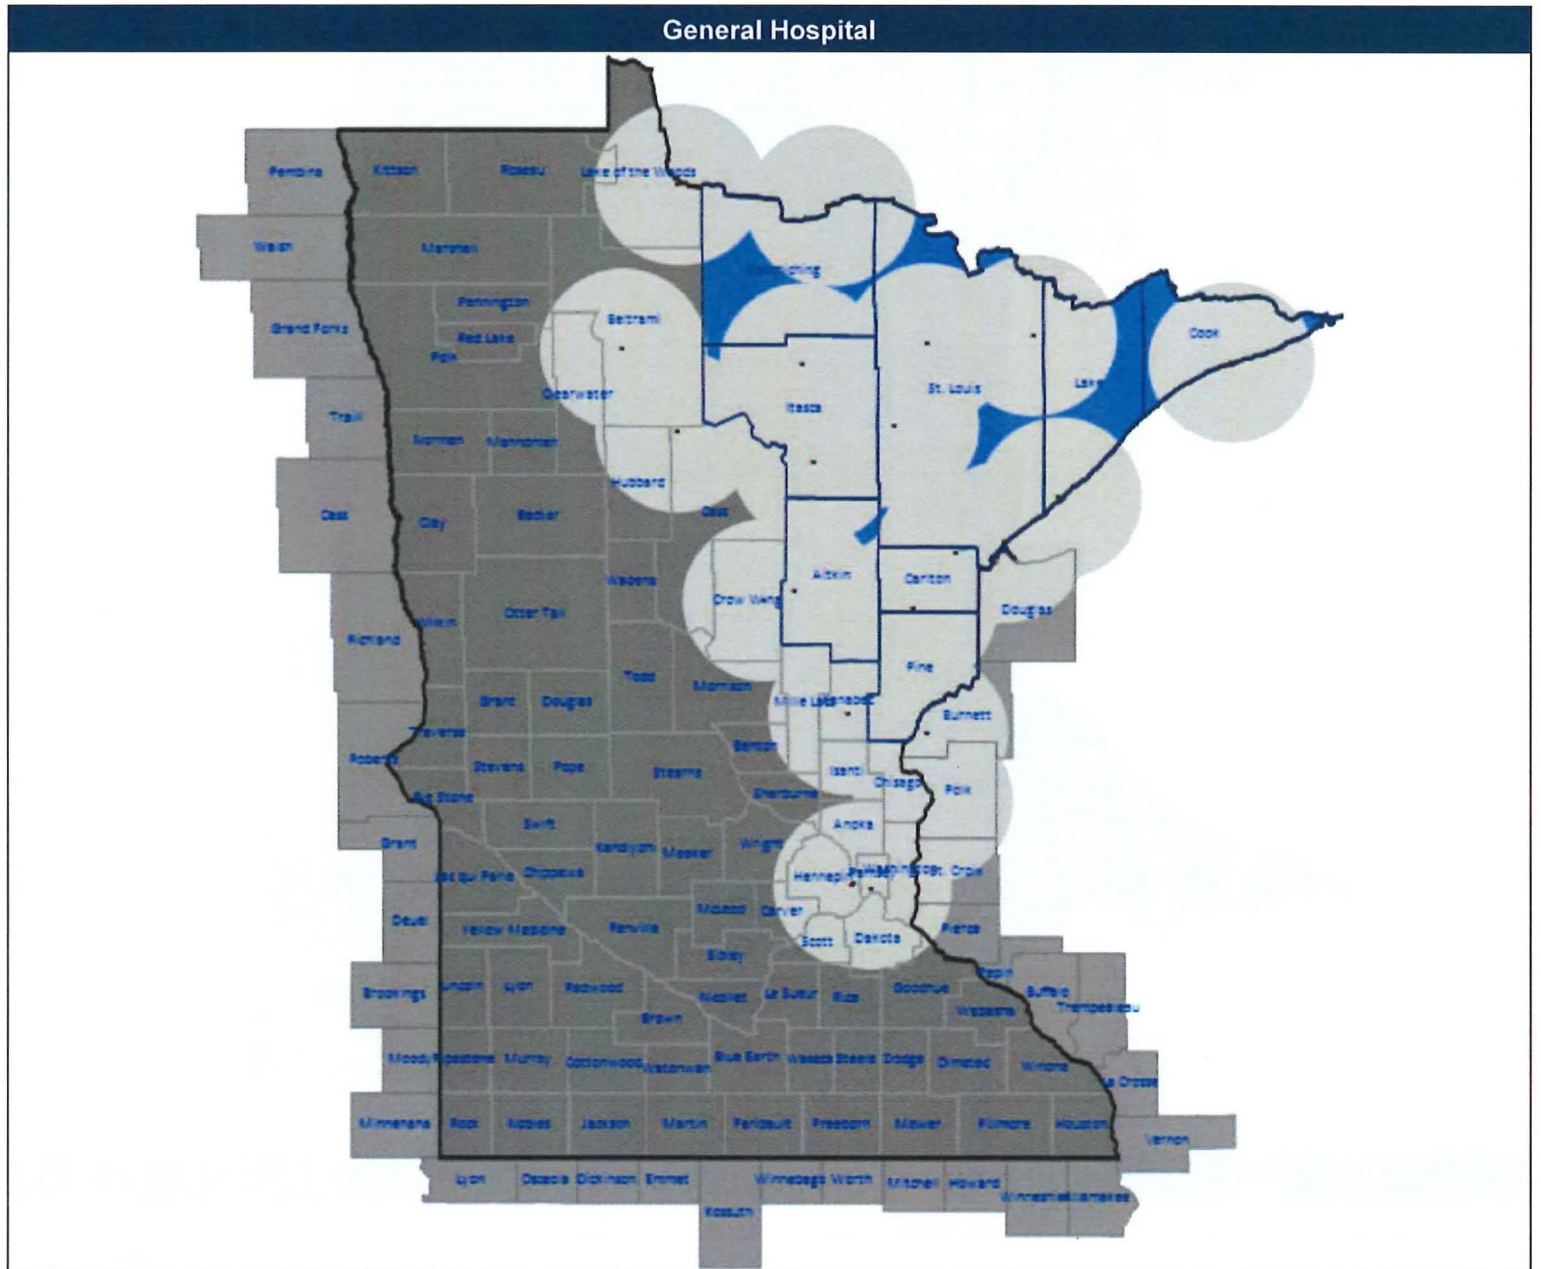 General Hospital
Pembina
Kittson
Roseau
Lake of the Woods
Walsh
Marshall
Pennington
Grand Forks
Red Lake
Polk
Beltrami
Cook
Clearwater
Lake
St. Louis
Itasca
Traill
Norman
Mahnomen
Hubbard
Cass
Cass
Clay
Becker
Wadena
Aitkin
Carlton
Crow Wing
Douglas
Otter Tail
Wilkin
Richland
Pine
Todd
Morrison
Grant
Douglas
Mille Lacs
Burnett
Traverse
Benton
Roberts
Stevens
Pope
Stearns
Isanti
Chisago
Polk
Big Stone
Sherburne
Swift
Anoka
Grant
Kandiyohi
Meeker
Wright
Chippewa
Hennepin
St. Croix
Deuel
McLeod
Carver
Yellow Medicine
Renville
Scott
Dakota
Pierce
Sibley
Pepin
Brookings
Lincoln
Lyon
Redwood
Nicollet
Le Sueur
Rice
Goodhue
Buffalo
Trempealeau
Wabasha
Brown
Moody
Pipestone
Murray
Cottonwood
Watonwan
Blue Earth
Waseca
Steele
Dodge
Olmsted
Winona
La Crosse
Minnehaha
Rock
Nobles
Jackson
Martin
Faribault
Freeborn
Mower
Fillmore
Houston
Vernon
Lyon
Osceola
Dickinson
Emmet
Winnebago
Worth
Mitchell
Howard
Winneshiek
Allamakee
Kossuth